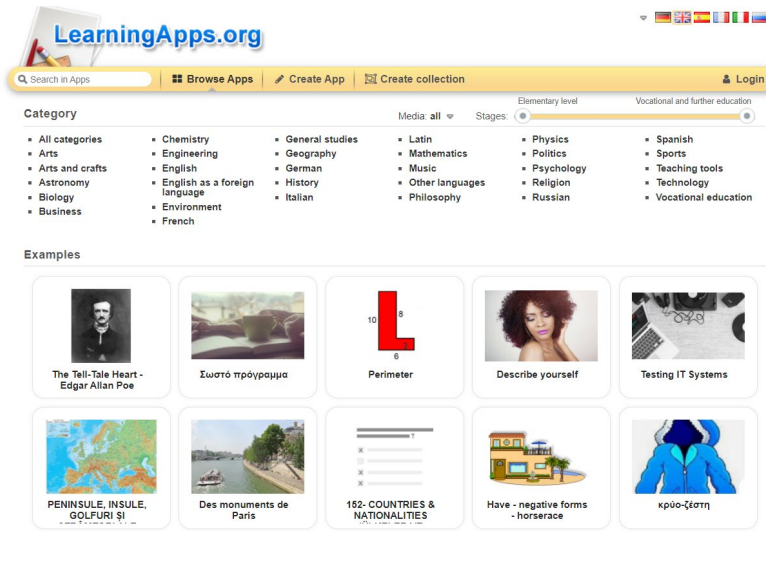 LearningApps.org
Search in Apps
Browse Apps
Create App
Create collection
Login
Category
Media: all
Stages:
Elementary level
Vocational and further education
All categories
Arts
Arts and crafts
Astronomy
Biology
Business
Chemistry
Engineering
English
English as a foreign
language
Environment
French
General studies
Geography
German
History
Italian
Latin
Mathematics
Music
Other languages
Philosophy
Physics
Politics
Psychology
Religion
Russian
Spanish
Sports
Teaching tools
Technology
Vocational education
Examples
The Tell-Tale Heart -
Edgar Allan Poe
Σωστό πρόγραμμα
10
8
6
Perimeter
Describe yourself
Testing IT Systems
PENINSULE, INSULE,
GOLFURI ȘI
Des monuments de
Paris
?
x
x
x
152- COUNTRIES &
NATIONALITIES
Have - negative forms
- horserace
κρύο-ζέστη